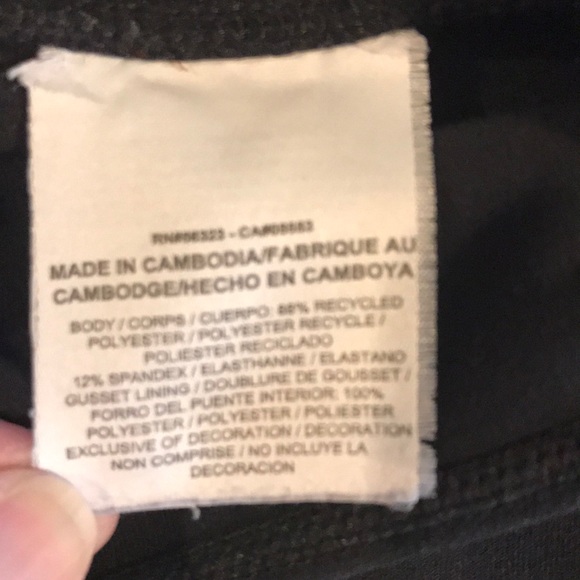 MADE IN CAMBODIA/FABRIQUE AU
CAMBODGE/HECHO EN CAMBOYA
BODY / CORPS / CUERPO: 88% RECYCLED
POLYESTER / POLYESTER RECYCLE /
POLIESTER RECICLADO
12% SPANDEX / ELASTHANNE / ELASTANO
GUSSET LINING / DOUBLURE DE GOUSSET /
FORRO DEL PUENTE INTERIOR: 100%
POLYESTER / POLYESTER / POLIESTER
EXCLUSIVE OF DECORATION / DECORATION
NON COMPRISE / NO INCLUYE LA
DECORACION